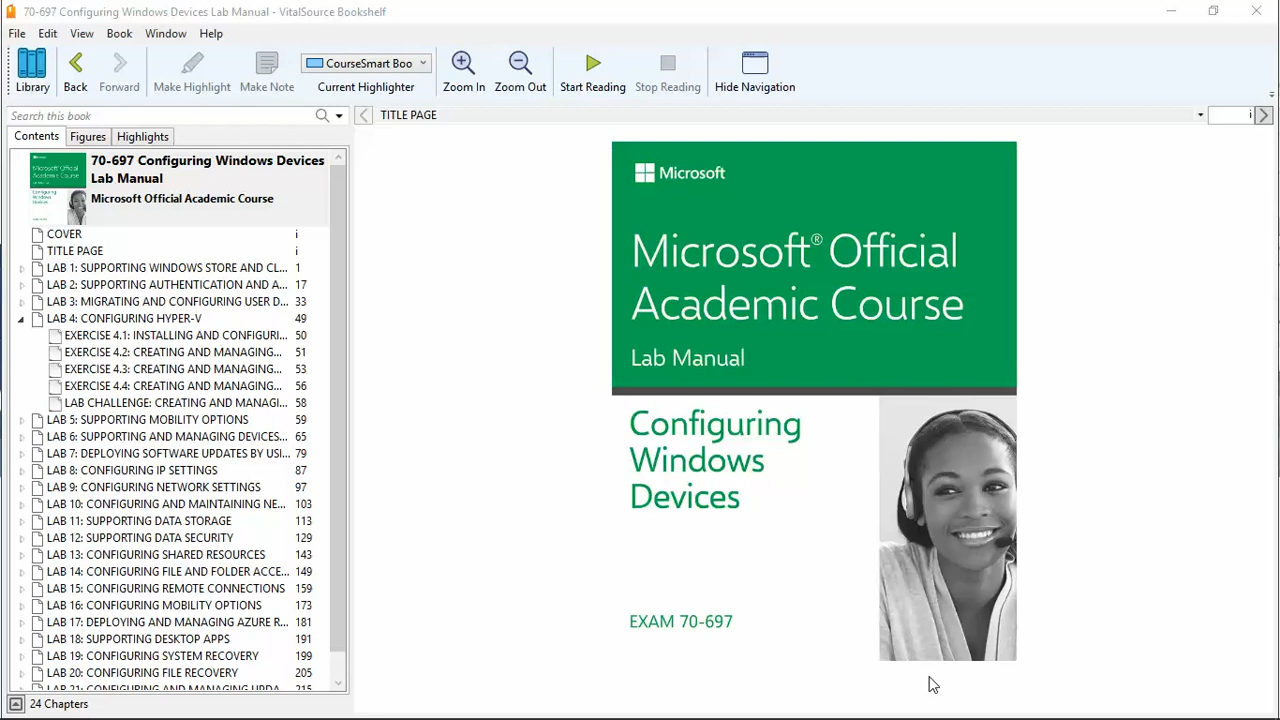 70-697 Configuring Windows Devices Lab Manual - VitalSource Bookshelf
File Edit View Book Window Help
Library Back Forward Make Highlight Make Note CourseSmart Boo Current Highlighter Zoom In Zoom Out Start Reading Stop Reading Hide Navigation
Search this book
TITLE PAGE i
Contents Figures Highlights
70-697 Configuring Windows Devices
Lab Manual
Microsoft Official Academic Course
COVER i
TITLE PAGE i
LAB 1: SUPPORTING WINDOWS STORE AND CL... 1
LAB 2: SUPPORTING AUTHENTICATION AND A... 17
LAB 3: MIGRATING AND CONFIGURING USER D... 33
LAB 4: CONFIGURING HYPER-V 49
EXERCISE 4.1: INSTALLING AND CONFIGURI... 50
EXERCISE 4.2: CREATING AND MANAGING... 51
EXERCISE 4.3: CREATING AND MANAGING... 53
EXERCISE 4.4: CREATING AND MANAGING... 56
LAB CHALLENGE: CREATING AND MANAGI... 58
LAB 5: SUPPORTING MOBILITY OPTIONS 59
LAB 6: SUPPORTING AND MANAGING DEVICES... 65
LAB 7: DEPLOYING SOFTWARE UPDATES BY USI... 79
LAB 8: CONFIGURING IP SETTINGS 87
LAB 9: CONFIGURING NETWORK SETTINGS 97
LAB 10: CONFIGURING AND MAINTAINING NE... 103
LAB 11: SUPPORTING DATA STORAGE 113
LAB 12: SUPPORTING DATA SECURITY 129
LAB 13: CONFIGURING SHARED RESOURCES 143
LAB 14: CONFIGURING FILE AND FOLDER ACCE... 149
LAB 15: CONFIGURING REMOTE CONNECTIONS 159
LAB 16: CONFIGURING MOBILITY OPTIONS 173
LAB 17: DEPLOYING AND MANAGING AZURE R... 181
LAB 18: SUPPORTING DESKTOP APPS 191
LAB 19: CONFIGURING SYSTEM RECOVERY 199
LAB 20: CONFIGURING FILE RECOVERY 205
LAB 21: CONFIGURING AND MANAGING UPDA... 215
24 Chapters
Microsoft
Microsoft® Official
Academic Course
Lab Manual
Configuring
Windows
Devices
EXAM 70-697